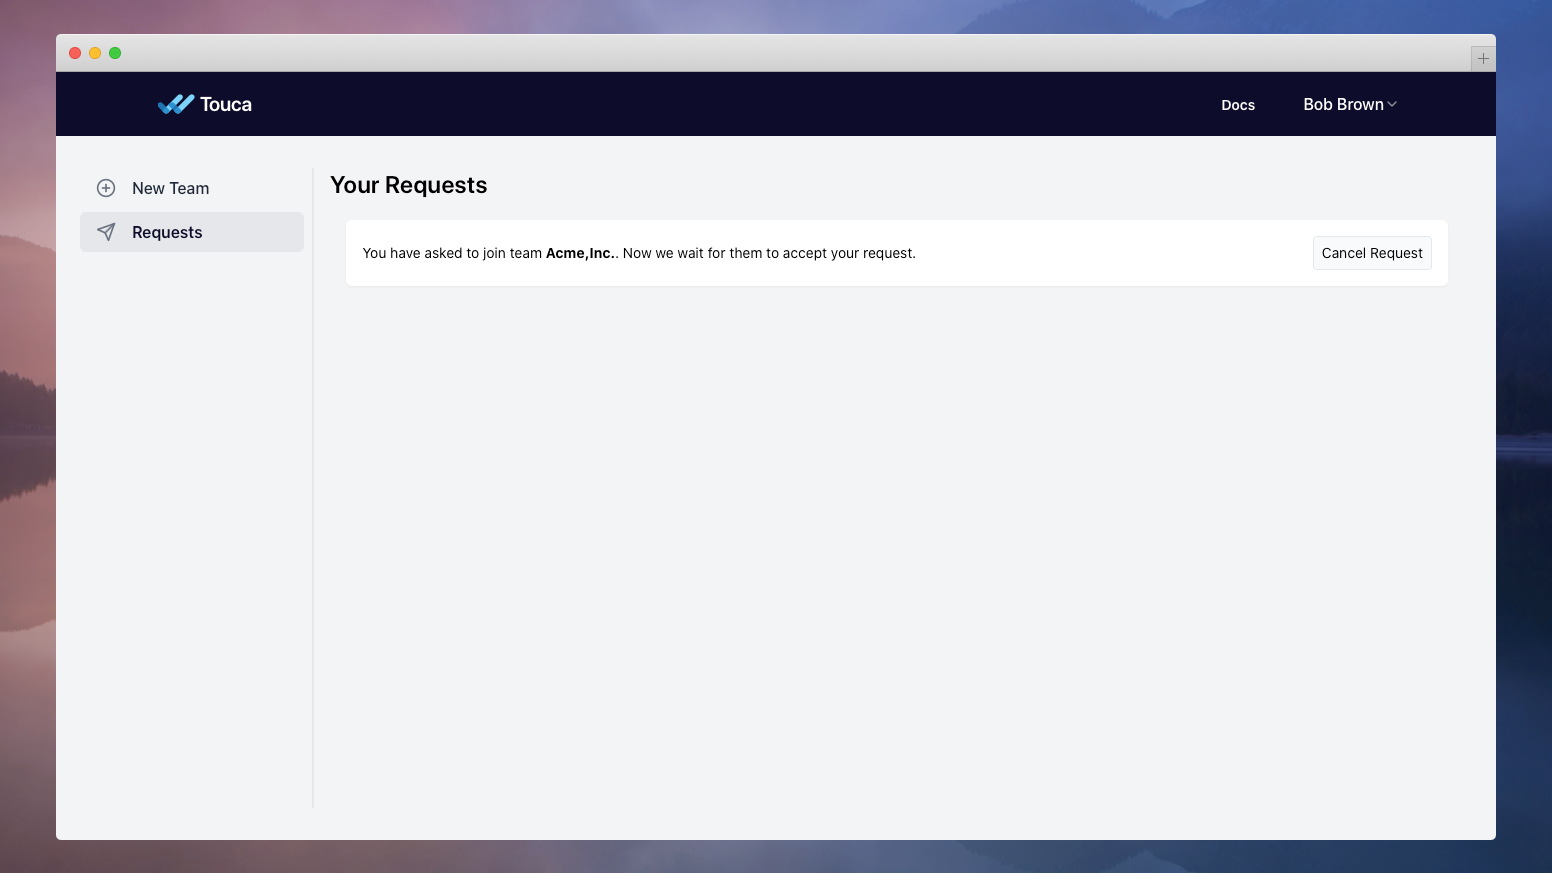 Touca
Docs
Bob Brown
New Team
Requests
Your Requests
You have asked to join team Acme,Inc.. Now we wait for them to accept your request.
Cancel Request